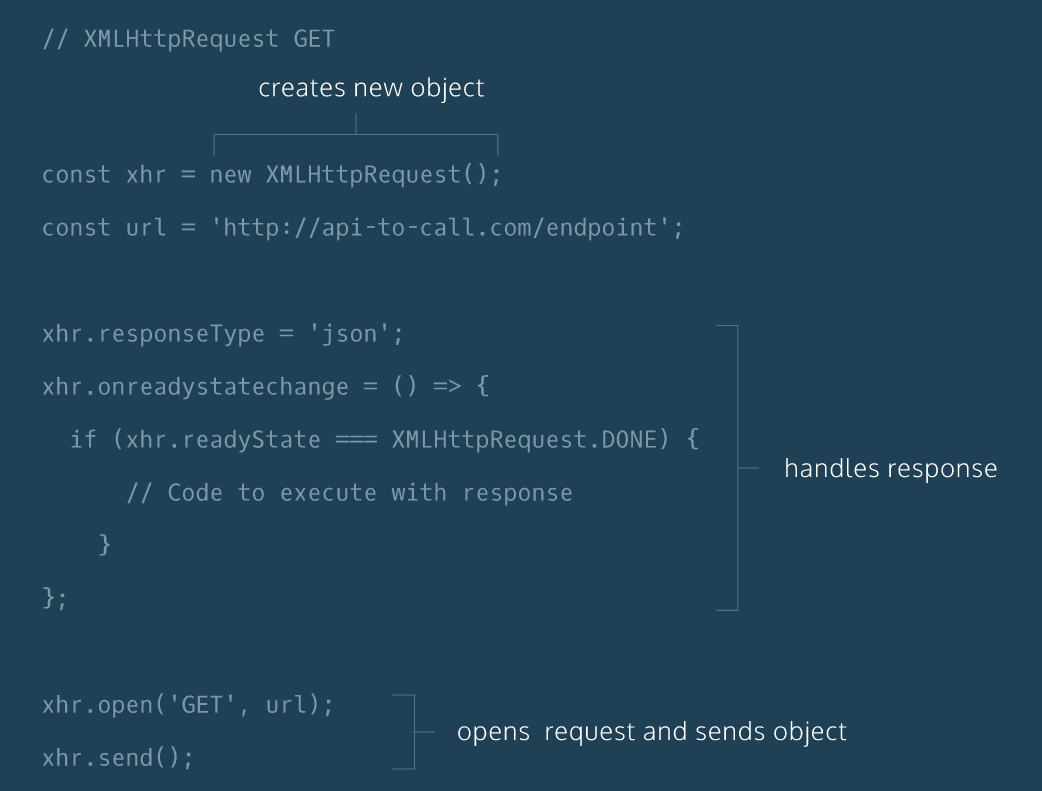 // XMLHttpRequest GET
creates new object
const xhr = new XMLHttpRequest();
const url = 'http://api-to-call.com/endpoint';
xhr.responseType = 'json';
xhr.onreadystatechange = () => {
if (xhr.readyState === XMLHttpRequest.DONE) {
handles response
// Code to execute with response
}
};
xhr.open('GET', url);
opens request and sends object
xhr.send();